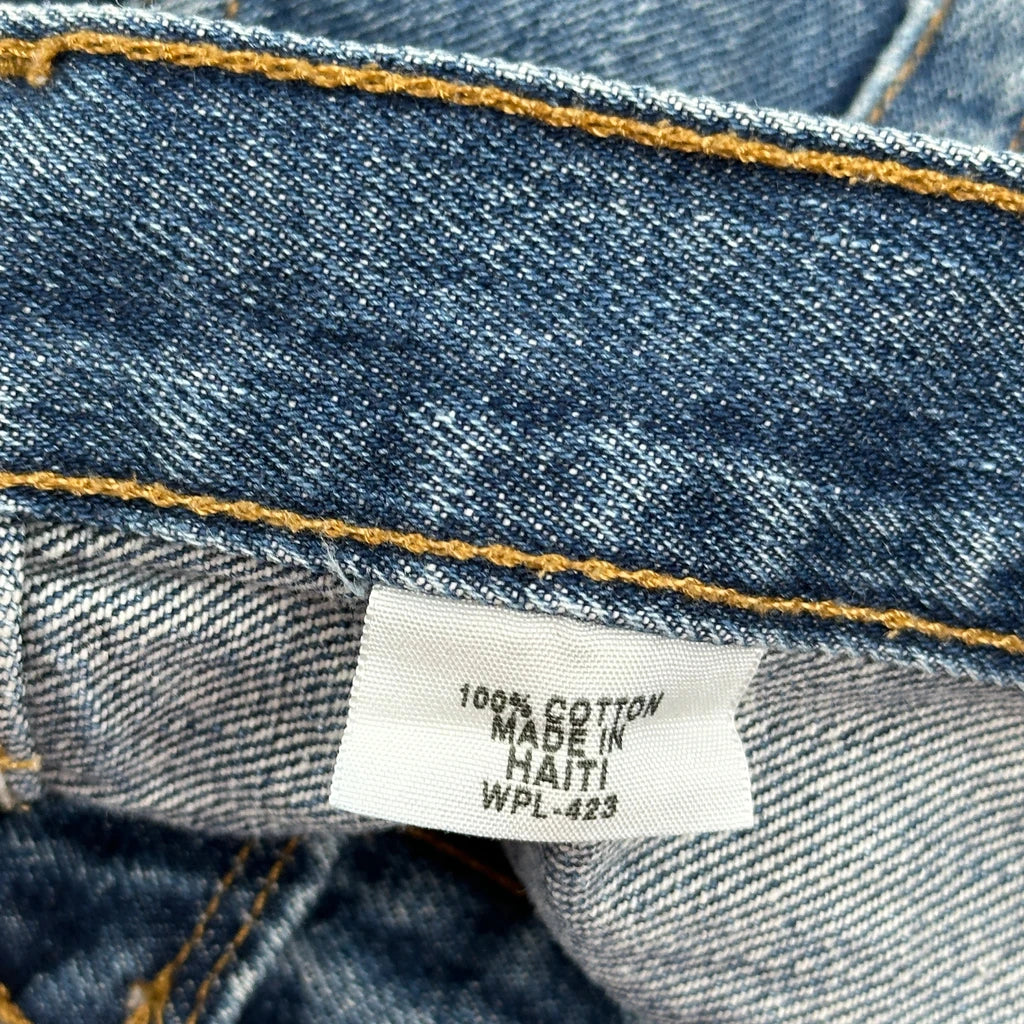 100% COTTON
MADE IN
HAITI
WPL-423